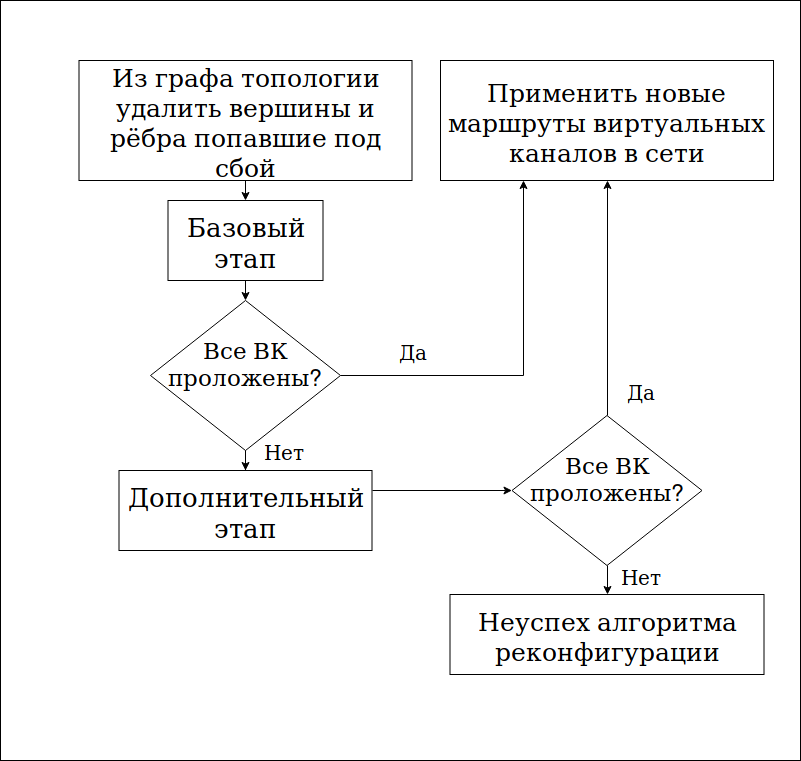 Из графа топологии
удалить вершины и
рёбра попавшие под
сбой
Применить новые
маршруты виртуальных
каналов в сети
Базовый
этап
Все ВК
проложены?
Да
Нет
Дополнительный
этап
Да
Все ВК
проложены?
Нет
Неуспех алгоритма
реконфигурации